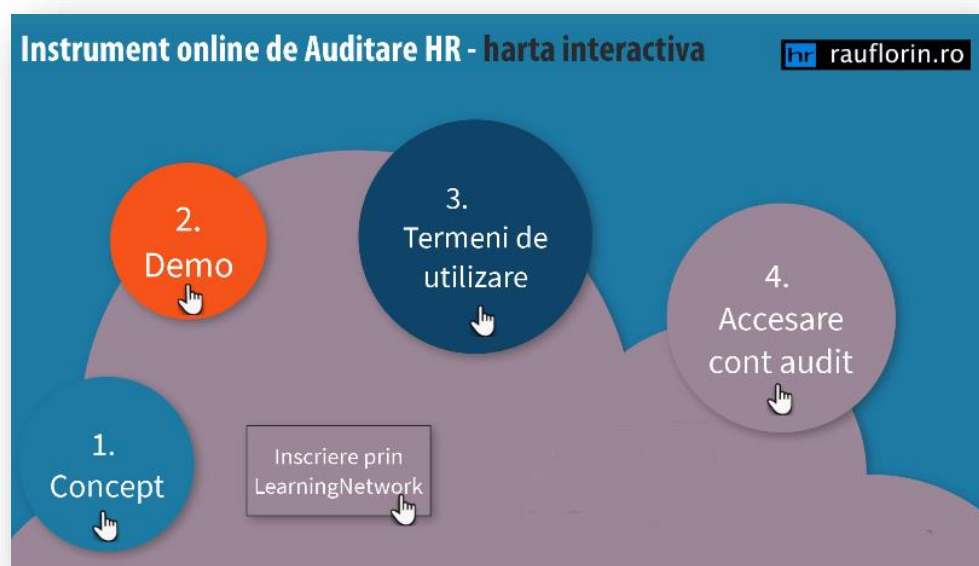 Instrument online de Auditare HR - harta interactiva
hr rauflorin.ro
1.
Concept
2.
Demo
3.
Termeni de
utilizare
4.
Accesare
cont audit
Inscriere prin
LearningNetwork